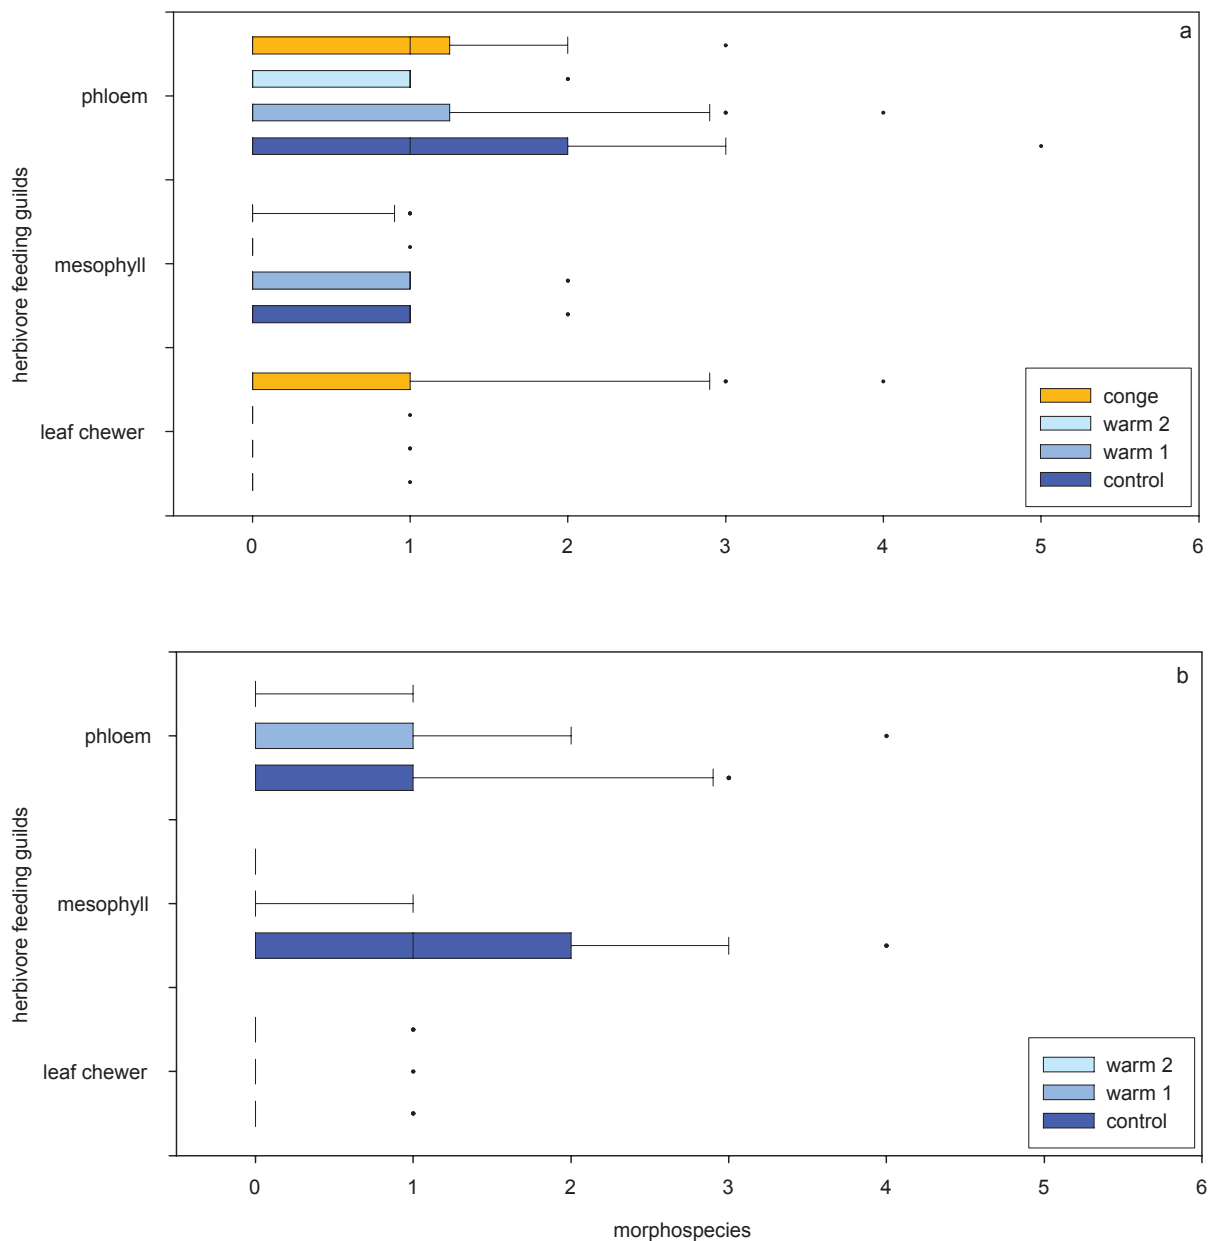 a
phloem
mesophyll
leaf chewer
herbivore feeding guilds
conge
warm 2
warm 1
control
0 1 2 3 4 5 6
b
phloem
mesophyll
leaf chewer
herbivore feeding guilds
warm 2
warm 1
control
0 1 2 3 4 5 6
morphospecies